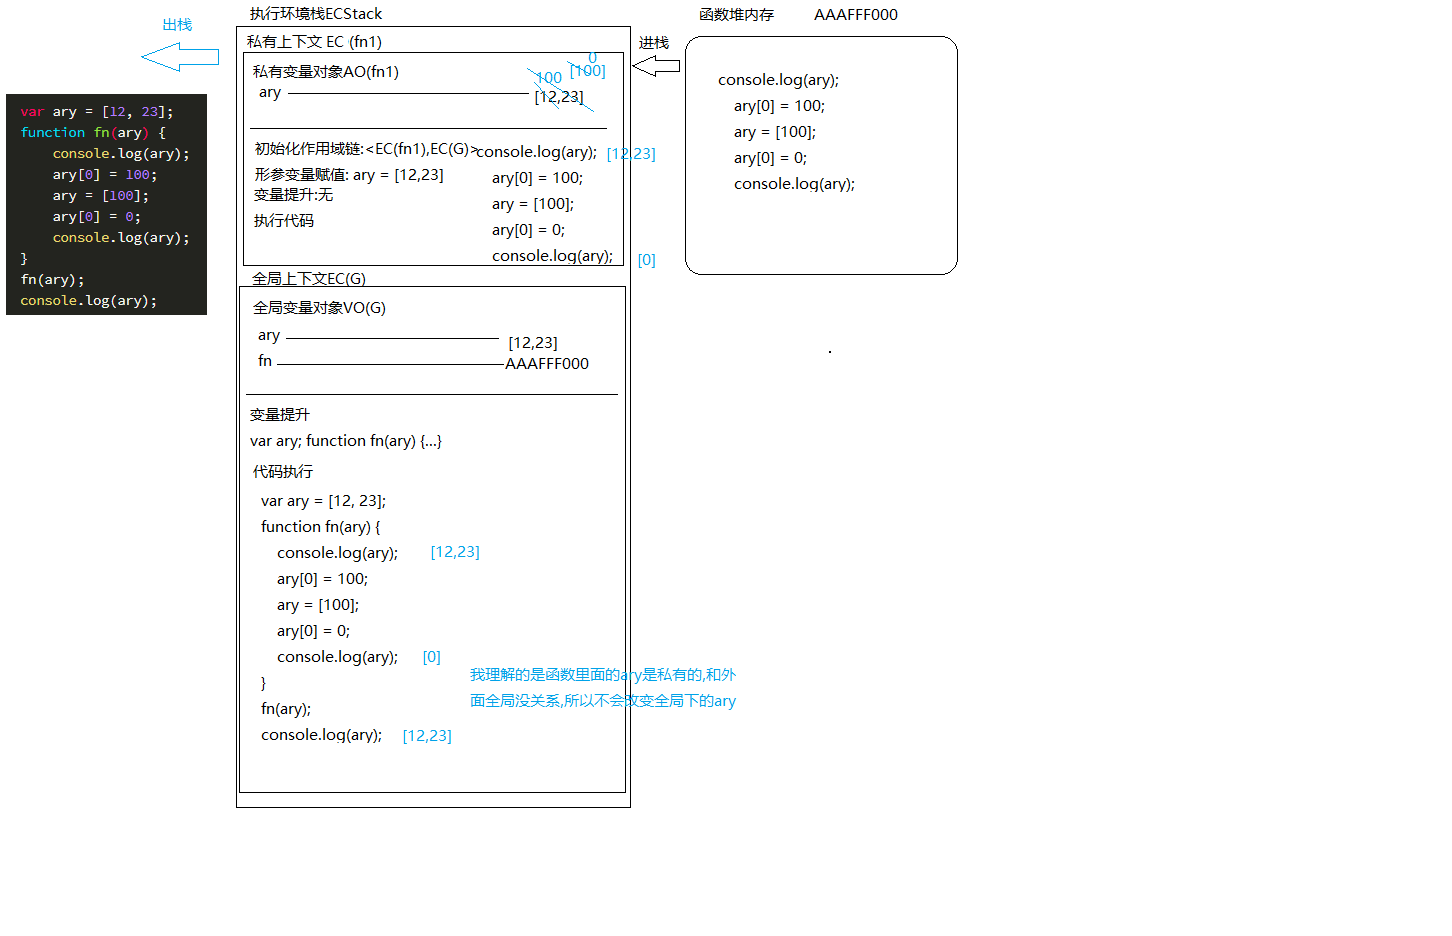 出栈
var ary = [12, 23];
function fn(ary) {
console.log(ary);
ary[0] = 100;
ary = [100];
ary[0] = 0;
console.log(ary);
}
fn(ary);
console.log(ary);
执行环境栈ECStack
私有上下文 EC (fn1)
私有变量对象AO(fn1)
0
100 [100]
ary [12,23]
初始化作用域链:<EC(fn1),EC(G)>
形参变量赋值: ary = [12,23]
变量提升:无
执行代码
console.log(ary); [12,23]
ary[0] = 100;
ary = [100];
ary[0] = 0;
console.log(ary); [0]
全局上下文EC(G)
全局变量对象VO(G)
ary [12,23]
fn AAAFFF000
变量提升
var ary; function fn(ary) {...}
代码执行
var ary = [12, 23];
function fn(ary) {
console.log(ary); [12,23]
ary[0] = 100;
ary = [100];
ary[0] = 0;
console.log(ary); [0]
}
fn(ary);
console.log(ary); [12,23]
我理解的是函数里面的ary是私有的,和外
面全局没关系,所以不会改变全局下的ary
进栈
函数堆内存 AAAFFF000
console.log(ary);
ary[0] = 100;
ary = [100];
ary[0] = 0;
console.log(ary);